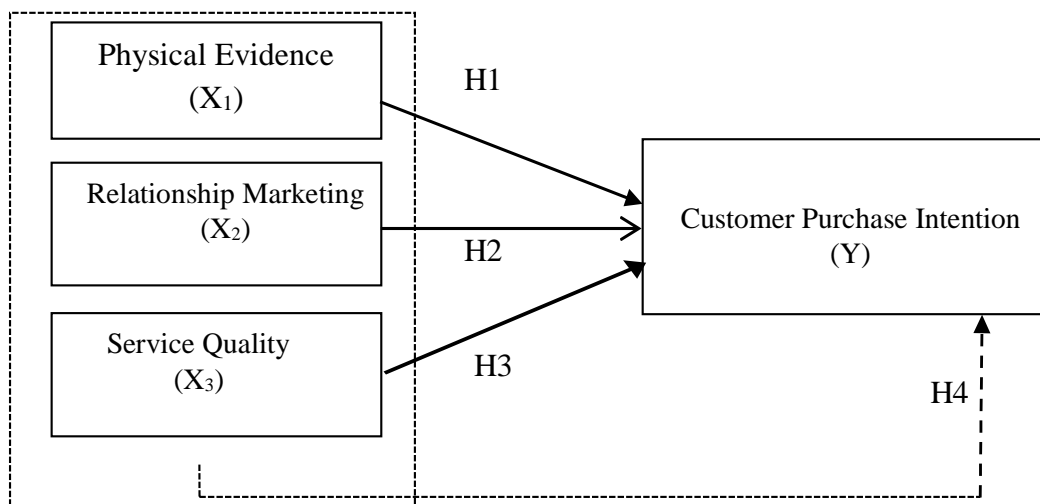 Physical Evidence
(X₁)
H1
Relationship Marketing
(X₂)
H2
Customer Purchase Intention
(Y)
Service Quality
(X₃)
H3
H4